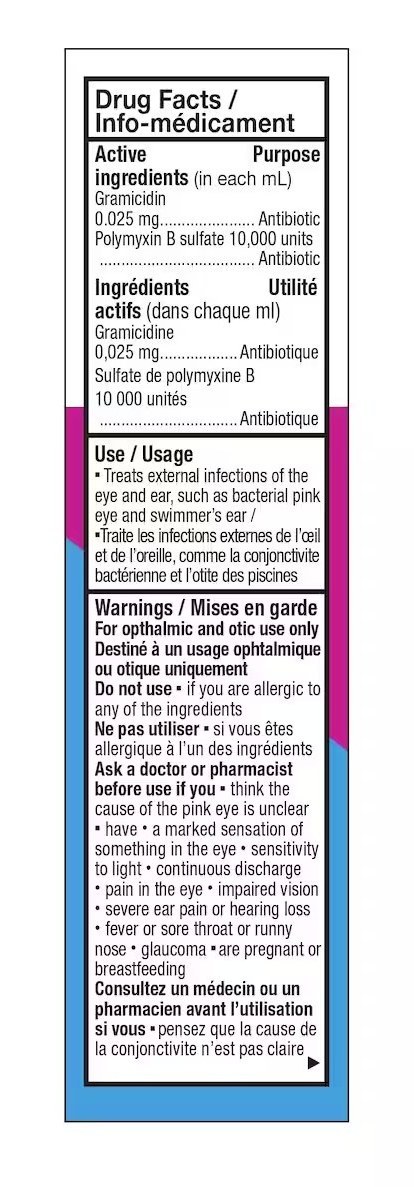 Drug Facts /
Info-médicament
Active Purpose
ingredients (in each mL)
Gramicidin
0.025 mg...................... Antibiotic
Polymyxin B sulfate 10,000 units
.................................... Antibiotic
Ingrédients Utilité
actifs (dans chaque ml)
Gramicidine
0,025 mg.................. Antibiotique
Sulfate de polymyxine B
10 000 unités
................................ Antibiotique
Use / Usage
▪ Treats external infections of the
eye and ear, such as bacterial pink
eye and swimmer's ear /
▪Traite les infections externes de l'œil
et de l'oreille, comme la conjonctivite
bactérienne et l'otite des piscines
Warnings / Mises en garde
For opthalmic and otic use only
Destiné à un usage ophtalmique
ou otique uniquement
Do not use ▪ if you are allergic to
any of the ingredients
Ne pas utiliser ▪ si vous êtes
allergique à l'un des ingrédients
Ask a doctor or pharmacist
before use if you ▪ think the
cause of the pink eye is unclear
▪ have • a marked sensation of
something in the eye • sensitivity
to light • continuous discharge
• pain in the eye • impaired vision
• severe ear pain or hearing loss
• fever or sore throat or runny
nose • glaucoma ▪ are pregnant or
breastfeeding
Consultez un médecin ou un
pharmacien avant l'utilisation
si vous ▪ pensez que la cause de
la conjonctivite n'est pas claire